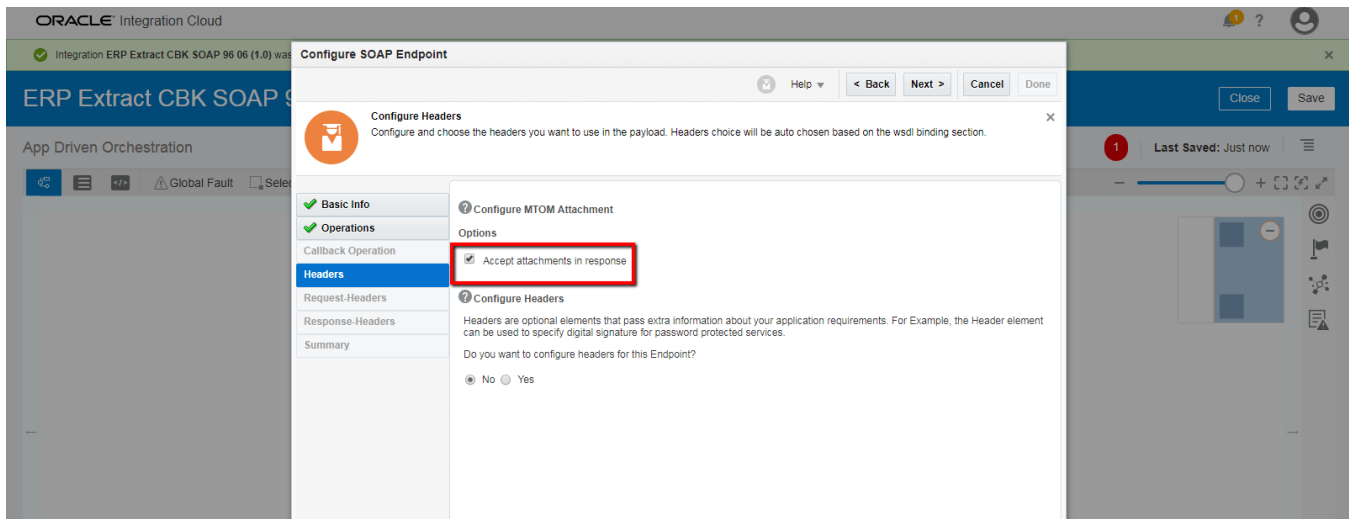 ORACLE Integration Cloud
1
?
Integration ERP Extract CBK SOAP 96 06 (1.0) was
Configure SOAP Endpoint
Help
< Back
Next >
Cancel
Done
ERP Extract CBK SOAP 9
Close
Save
Configure Headers
Configure and choose the headers you want to use in the payload. Headers choice will be auto chosen based on the wsdl binding section.
App Driven Orchestration
1
Last Saved: Just now
Global Fault
Selec
Basic Info
Operations
Callback Operation
Headers
Request-Headers
Response-Headers
Summary
Configure MTOM Attachment
Options
Accept attachments in response
Configure Headers
Headers are optional elements that pass extra information about your application requirements. For Example, the Header element
can be used to specify digital signature for password protected services.
Do you want to configure headers for this Endpoint?
No
Yes